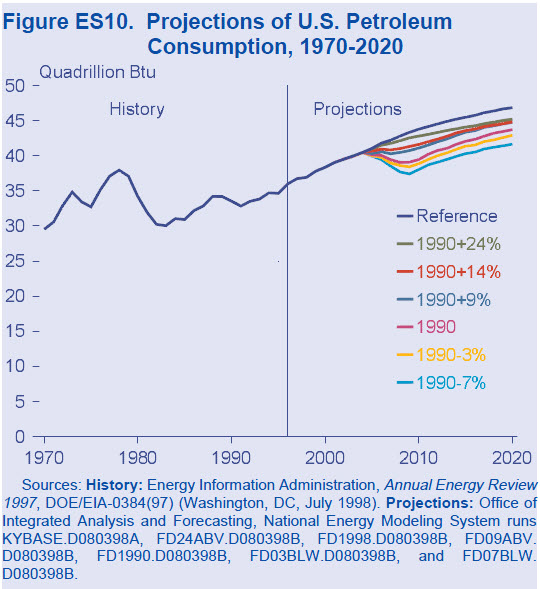 Figure ES10. Projections of U.S. Petroleum
Consumption, 1970-2020
Quadrillion Btu
50
History
Projections
45
40
35
Reference
30
1990+24%
25
1990+14%
20
1990+9%
15
1990
10
1990-3%
5
1990-7%
0
1970 1980 1990 2000 2010 2020
Sources: History: Energy Information Administration, Annual Energy Review
1997, DOE/EIA-0384(97) (Washington, DC, July 1998). Projections: Office of
Integrated Analysis and Forecasting, National Energy Modeling System runs
KYBASE.D080398A, FD24ABV.D080398B, FD1998.D080398B, FD09ABV.
D080398B, FD1990.D080398B, FD03BLW.D080398B, and FD07BLW.
D080398B.